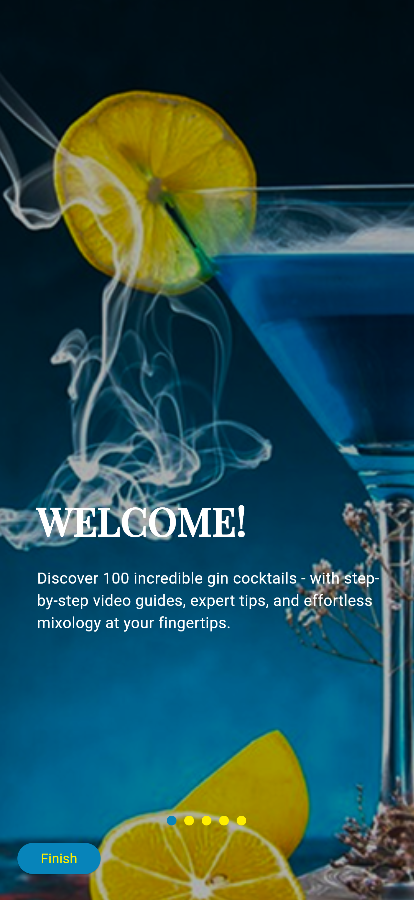 WELCOME!
Discover 100 incredible gin cocktails - with step-
by-step video guides, expert tips, and effortless
mixology at your fingertips.
Finish